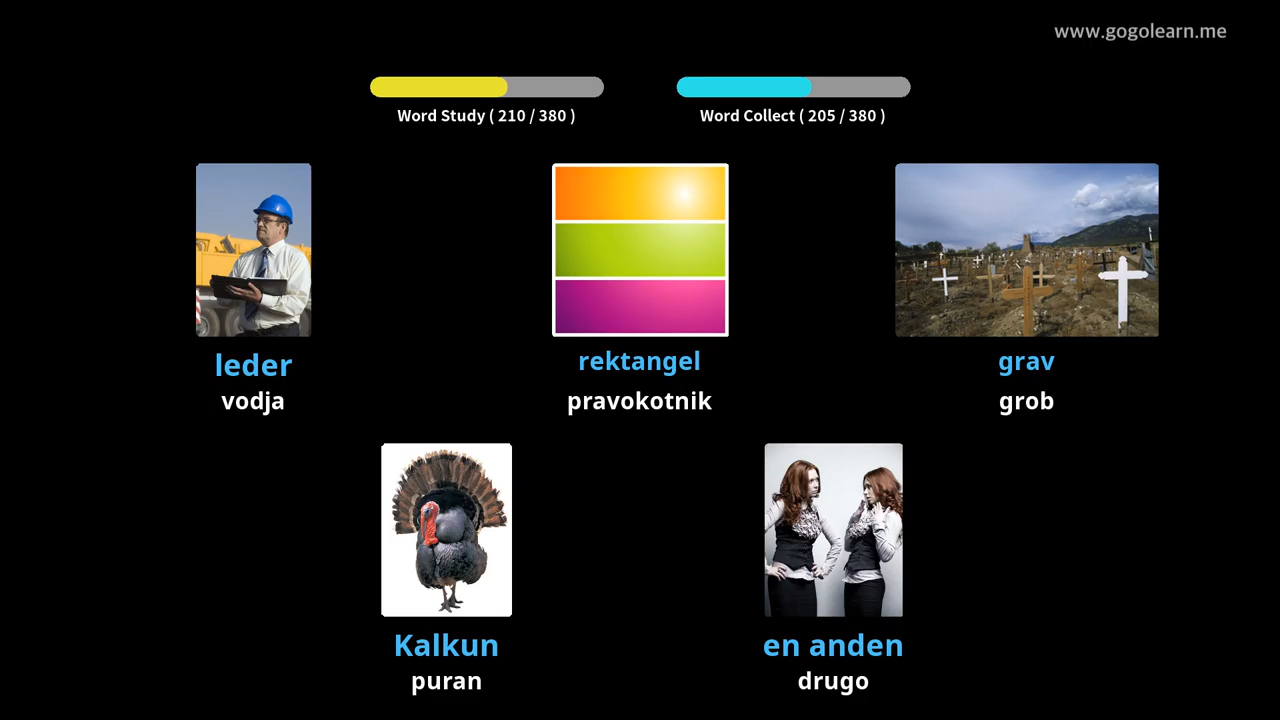 www.gogolearn.me
Word Study ( 210 / 380 )
Word Collect ( 205 / 380 )
leder
vodja
rektangel
pravokotnik
grav
grob
Kalkun
puran
en anden
drugo